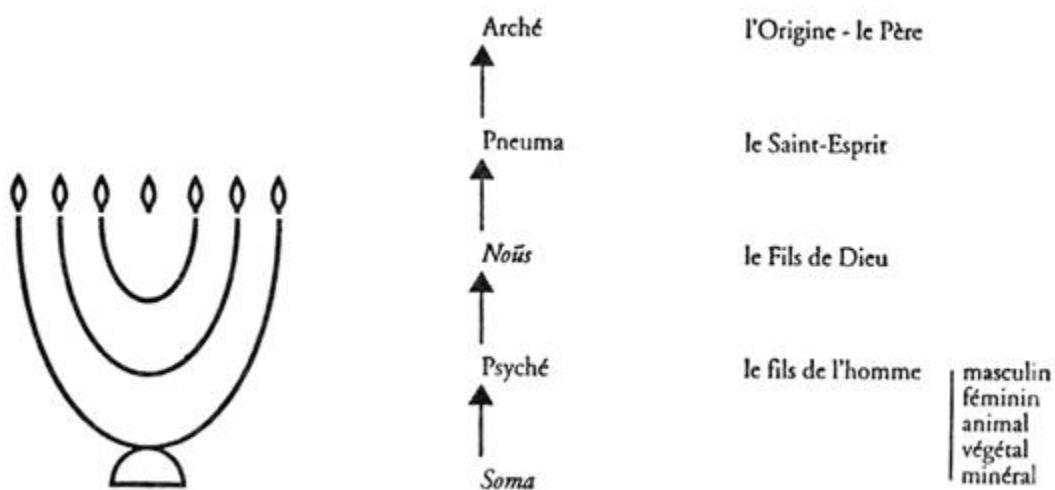 Arché l'Origine - le Père
Pneuma le Saint-Esprit
Noũs le Fils de Dieu
Psyché le fils de l'homme
masculin
féminin
animal
végétal
minéral
Soma